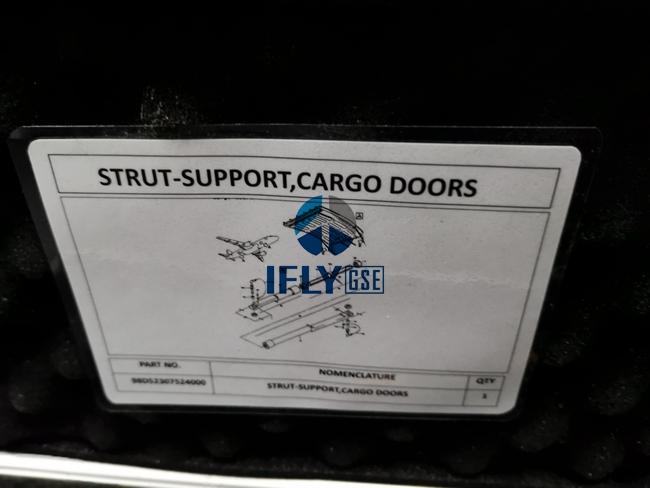 STRUT-SUPPORT,CARGO DOORS
IFLY GSE
PART NO.
NOMENCLATURE
QTY
98D52307524000
STRUT-SUPPORT,CARGO DOORS
1